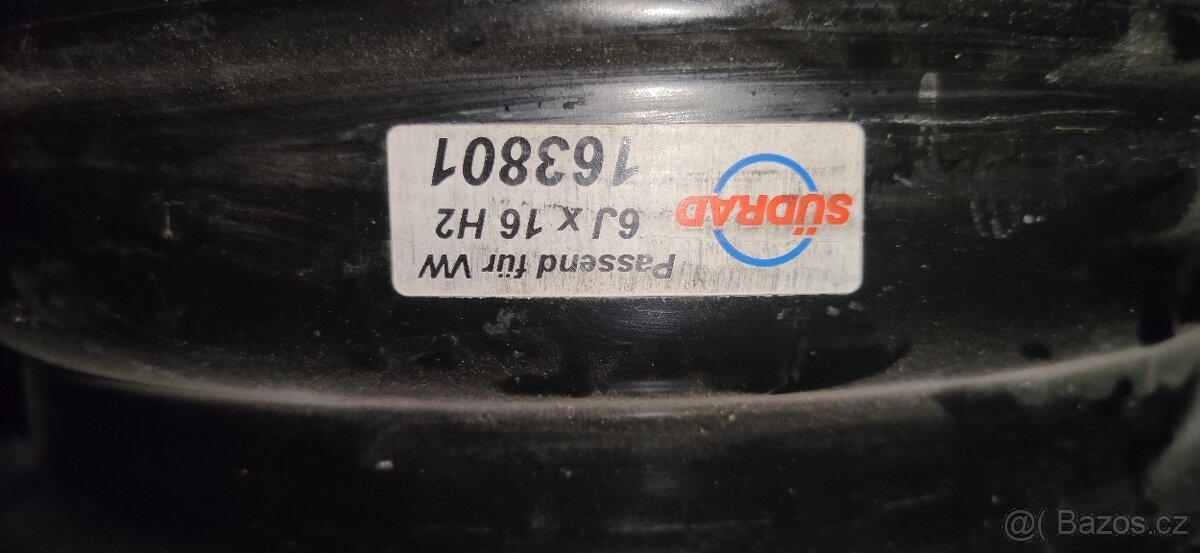 Passend für VW
6J x 16 H2
163801
SÜDRAD
@( Bazos.cz